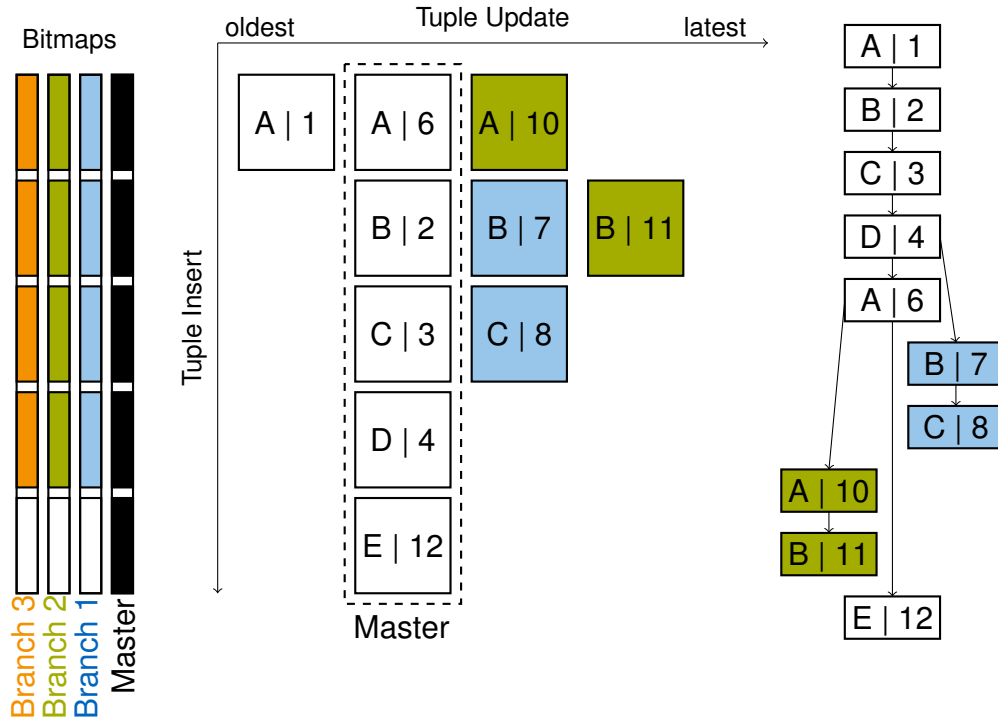 Tuple Update
oldest
latest
Bitmaps
Tuple Insert
A | 1
A | 6
A | 10
B | 2
B | 7
B | 11
C | 3
C | 8
D | 4
E | 12
Master
Branch 3
Branch 2
Branch 1
Master
A | 1
B | 2
C | 3
D | 4
A | 6
B | 7
C | 8
A | 10
B | 11
E | 12